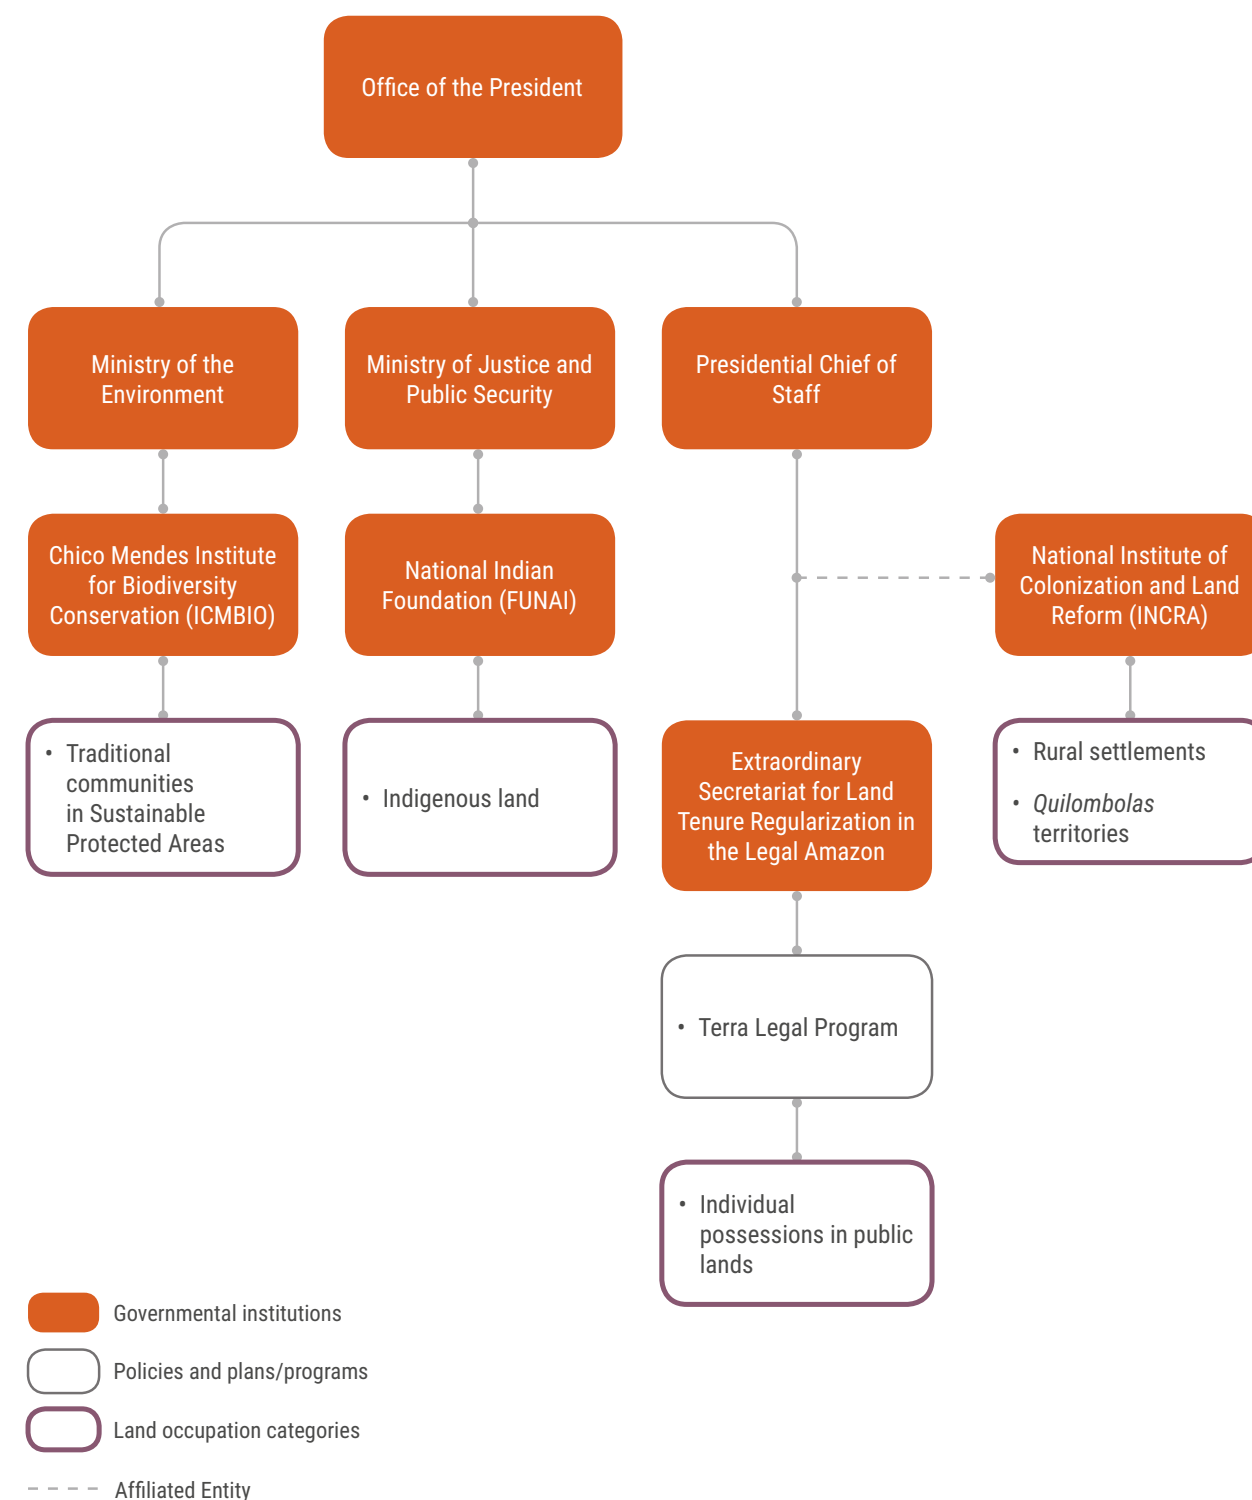 Office of the President
Ministry of the
Environment
Ministry of Justice and
Public Security
Presidential Chief of
Staff
Chico Mendes Institute
for Biodiversity
Conservation (ICMBIO)
National Indian
Foundation (FUNAI)
National Institute of
Colonization and Land
Reform (INCRA)
• Traditional
communities
in Sustainable
Protected Areas
• Indigenous land
Extraordinary
Secretariat for Land
Tenure Regularization in
the Legal Amazon
• Rural settlements
• Quilombolas
territories
• Terra Legal Program
• Individual
possessions in public
lands
Governmental institutions
Policies and plans/programs
Land occupation categories
Affiliated Entity